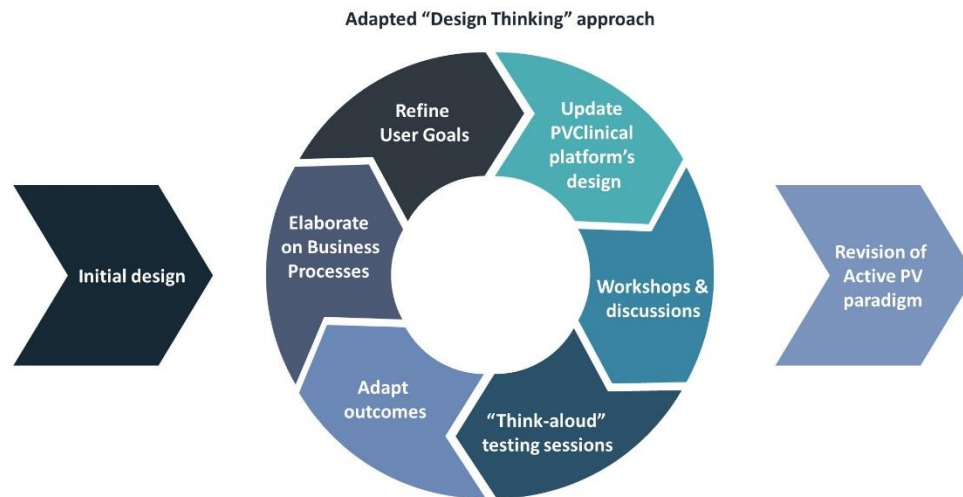 Adapted “Design Thinking” approach
Initial design
Refine
User Goals
Update
PVClinical
platform’s
design
Workshops &
discussions
“Think-aloud”
testing sessions
Adapt
outcomes
Elaborate
on Business
Processes
Revision of
Active PV
paradigm